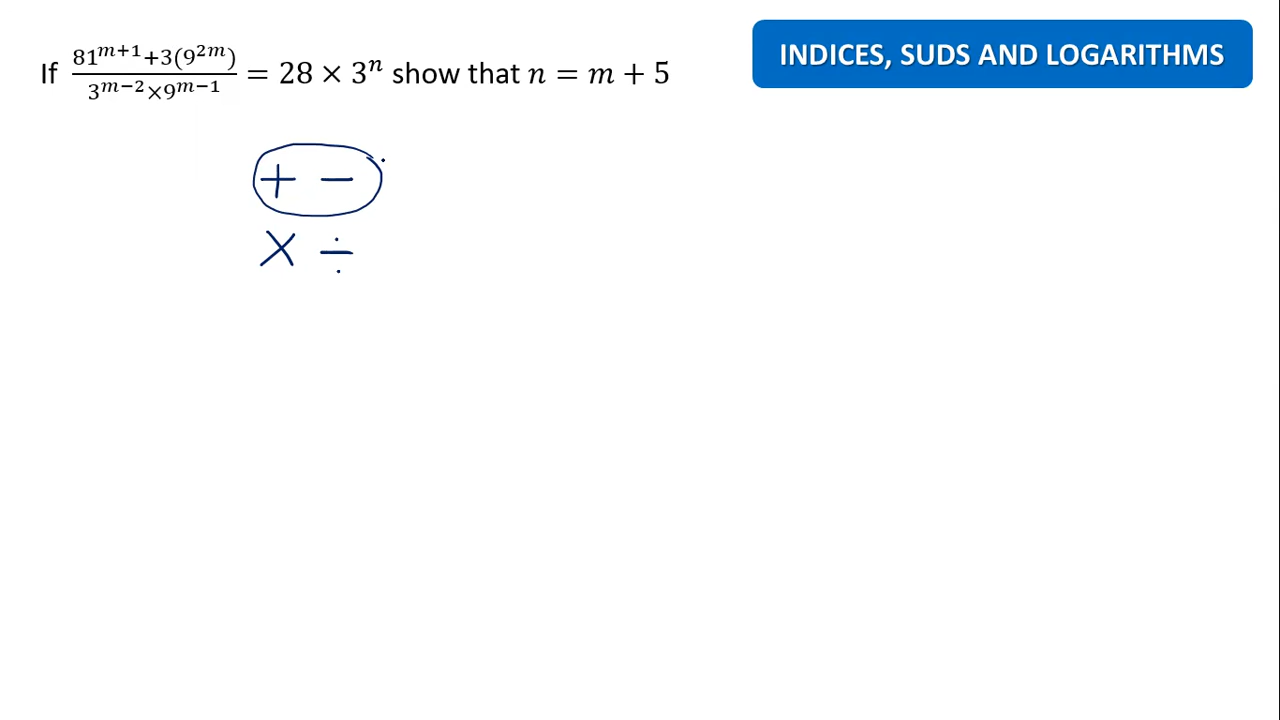 If (81^(m+1)+3(9^(2m)))/(3^(m−2)×9^(m−1)) = 28 × 3^n show that n = m + 5
INDICES, SUDS AND LOGARITHMS
+ −
× ÷